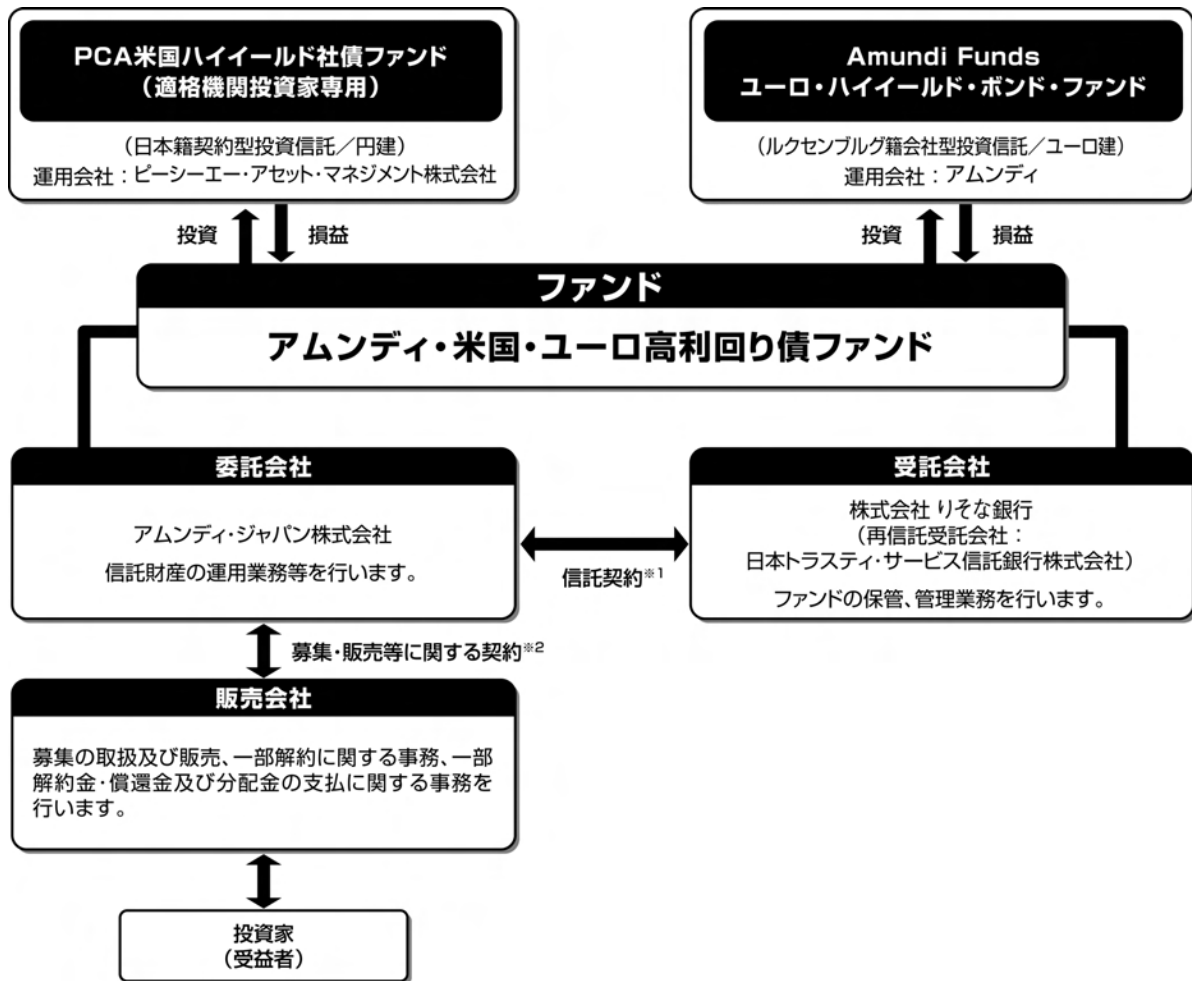 PCA米国ハイイールド社債ファンド
（適格機関投資家専用）
（日本籍契約型投資信託／円建）
運用会社：ピーシーエー・アセット・マネジメント株式会社
Amundi Funds
ユーロ・ハイイールド・ボンド・ファンド
（ルクセンブルグ籍会社型投資信託／ユーロ建）
運用会社：アムンディ
投資
損益
投資
損益
ファンド
アムンディ・米国・ユーロ高利回り債ファンド
委託会社
アムンディ・ジャパン株式会社
信託財産の運用業務等を行います。
信託契約※1
受託会社
株式会社 りそな銀行
（再信託受託会社：
日本トラスティ・サービス信託銀行株式会社）
ファンドの保管、管理業務を行います。
募集・販売等に関する契約※2
販売会社
募集の取扱及び販売、一部解約に関する事務、一部
解約金・償還金及び分配金の支払に関する事務を
行います。
投資家
（受益者）